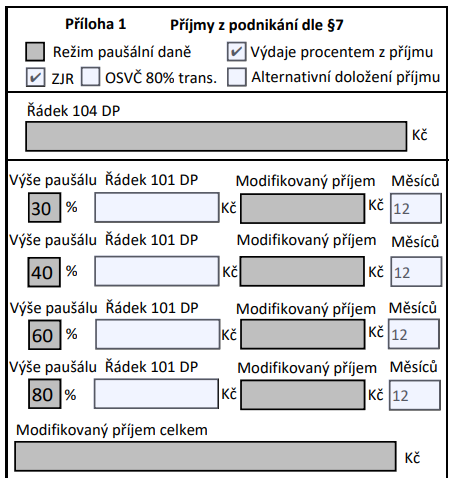 Příloha 1 Příjmy z podnikání dle §7
Režim paušální daně Výdaje procentem z příjmu
ZJR OSVČ 80% trans. Alternativní doložení příjmu
Řádek 104 DP
Kč
Výše paušálu Řádek 101 DP Modifikovaný příjem Měsíců
30 % Kč Kč 12
Výše paušálu Řádek 101 DP Modifikovaný příjem Měsíců
40 % Kč Kč 12
Výše paušálu Řádek 101 DP Modifikovaný příjem Měsíců
60 % Kč Kč 12
Výše paušálu Řádek 101 DP Modifikovaný příjem Měsíců
80 % Kč Kč 12
Modifikovaný příjem celkem
Kč